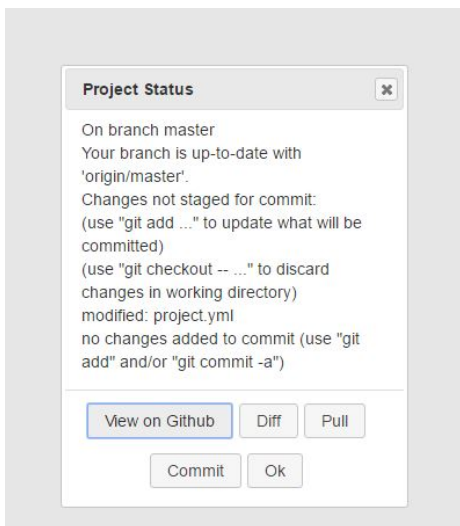 Project Status
On branch master
Your branch is up-to-date with
'origin/master'.
Changes not staged for commit:
(use "git add ..." to update what will be
committed)
(use "git checkout -- ..." to discard
changes in working directory)
modified: project.yml
no changes added to commit (use "git
add" and/or "git commit -a")
View on Github Diff Pull
Commit Ok